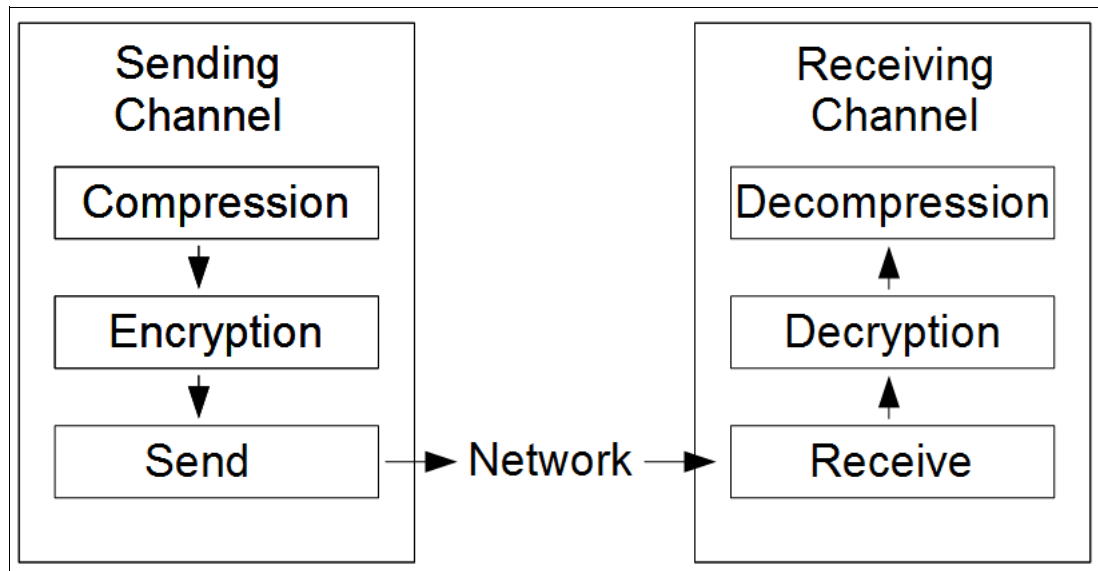 Sending
Channel
Compression
Encryption
Send
Network
Receiving
Channel
Decompression
Decryption
Receive